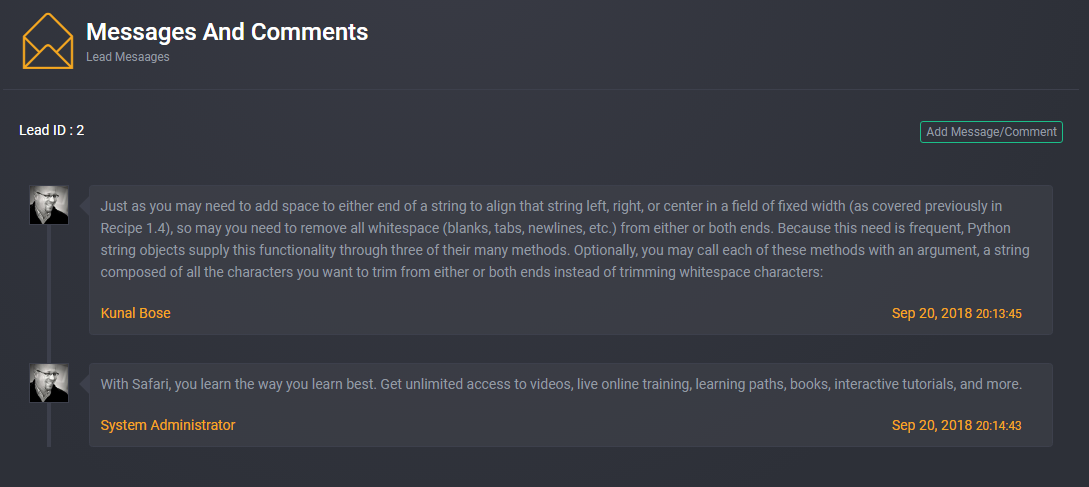 Messages And Comments
Lead Mesaages
Lead ID : 2
Add Message/Comment
Just as you may need to add space to either end of a string to align that string left, right, or center in a field of fixed width (as covered previously in
Recipe 1.4), so may you need to remove all whitespace (blanks, tabs, newlines, etc.) from either or both ends. Because this need is frequent, Python
string objects supply this functionality through three of their many methods. Optionally, you may call each of these methods with an argument, a string
composed of all the characters you want to trim from either or both ends instead of trimming whitespace characters:
Kunal Bose
Sep 20, 2018 20:13:45
With Safari, you learn the way you learn best. Get unlimited access to videos, live online training, learning paths, books, interactive tutorials, and more.
System Administrator
Sep 20, 2018 20:14:43